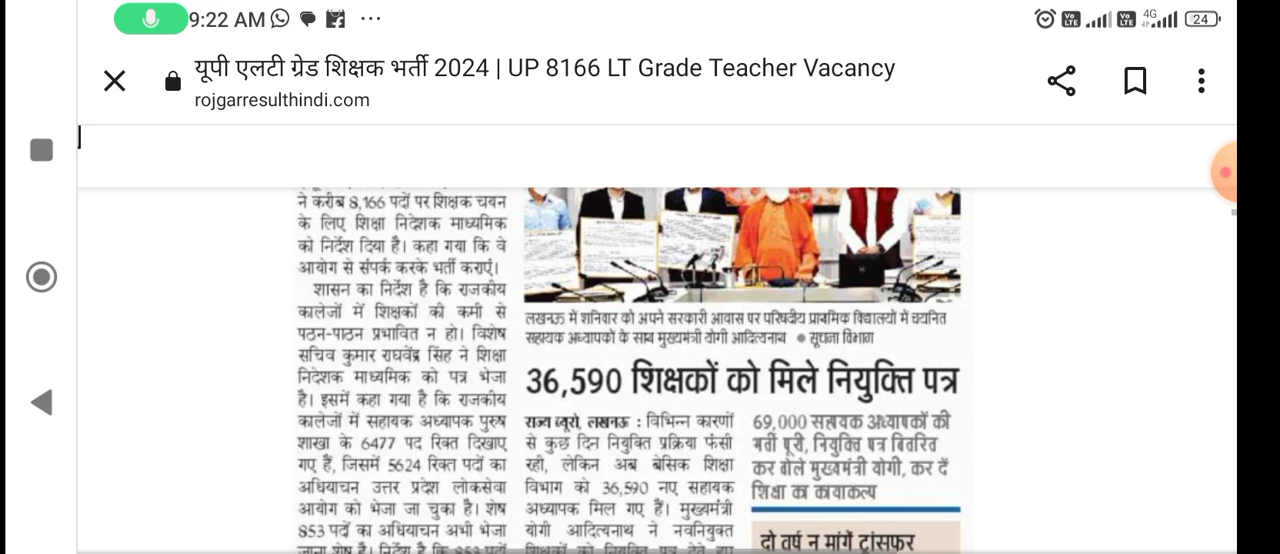 9:22 AM
4G
24
यूपी एलटी ग्रेड शिक्षक भर्ती 2024 | UP 8166 LT Grade Teacher Vacancy
rojgarresulthindi.com
ने करीब 8,166 पदों पर शिक्षक चयन
के लिए शिक्षा निदेशक माध्यमिक
को निर्देश दिया है। कहा गया कि वे
आयोग से संपर्क करके भर्ती कराएं।
शासन का निर्देश है कि राजकीय
कालेजों में शिक्षकों की कमी से
पठन-पाठन प्रभावित न हो। विशेष
सचिव कुमार राघवेंद्र सिंह ने शिक्षा
निदेशक माध्यमिक को पत्र भेजा
है। इसमें कहा गया है कि राजकीय
कालेजों में सहायक अध्यापक पुरुष
शाखा के 6477 पद रिक्त दिखाए
गए हैं, जिसमें 5624 रिक्त पदों का
अधियाचन उत्तर प्रदेश लोकसेवा
आयोग को भेजा जा चुका है। शेष
853 पदों का अधियाचन अभी भेजा
जाना शेष है। निर्देश है कि 853 पदों
लखनऊ में शनिवार को अपने सरकारी आवास पर परिषदीय प्राथमिक विद्यालयों में चयनित
सहायक अध्यापकों के साथ मुख्यमंत्री योगी आदित्यनाथ ● सूचना विभाग
36,590 शिक्षकों को मिले नियुक्ति पत्र
राज्य ब्यूरो, लखनऊ : विभिन्न कारणों
से कुछ दिन नियुक्ति प्रक्रिया फंसी
रही, लेकिन अब बेसिक शिक्षा
विभाग को 36,590 नए सहायक
अध्यापक मिल गए हैं। मुख्यमंत्री
योगी आदित्यनाथ ने नवनियुक्त
शिक्षकों को नियुक्ति पत्र देते हुए
69,000 सहायक अध्यापकों की
भर्ती पूरी, नियुक्ति पत्र वितरित
कर बोले मुख्यमंत्री योगी, कर दें
शिक्षा का कायाकल्प
दो वर्ष न मांगें ट्रांसफर